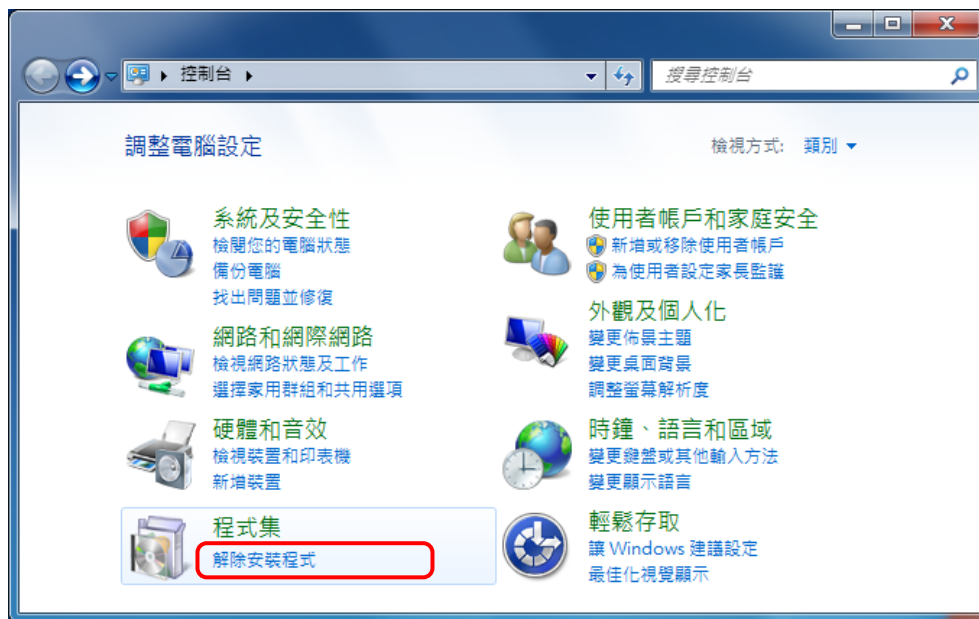 控制台
搜尋控制台
調整電腦設定
檢視方式: 類別
系統及安全性
檢閱您的電腦狀態
備份電腦
找出問題並修復
網路和網際網路
檢視網路狀態及工作
選擇家用群組和共用選項
硬體和音效
檢視裝置和印表機
新增裝置
程式集
解除安裝程式
使用者帳戶和家庭安全
新增或移除使用者帳戶
為使用者設定家長監護
外觀及個人化
變更佈景主題
變更桌面背景
調整螢幕解析度
時鐘、語言和區域
變更鍵盤或其他輸入方法
變更顯示語言
輕鬆存取
讓 Windows 建議設定
最佳化視覺顯示